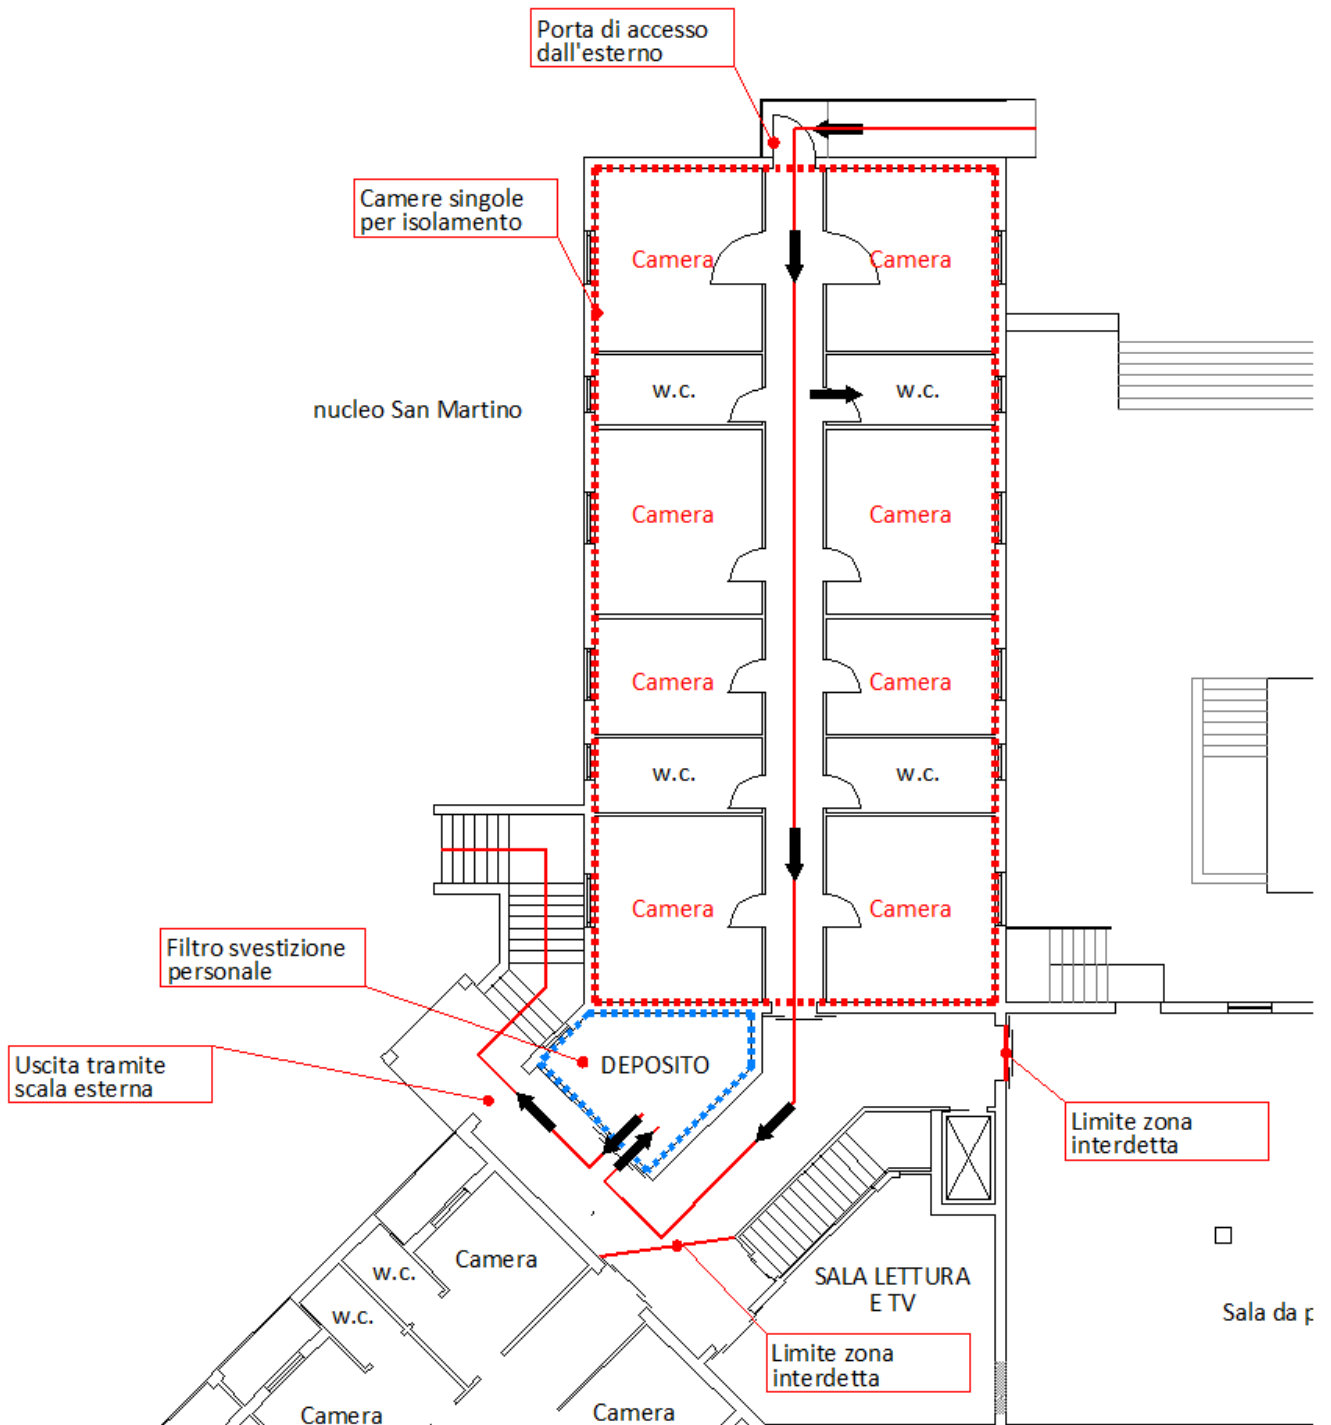 Porta di accesso
dall'esterno
Camere singole
per isolamento
Camera
Camera
w.c.
w.c.
nucleo San Martino
Camera
Camera
Camera
Camera
w.c.
w.c.
Camera
Camera
Filtro svestizione
personale
DEPOSITO
Uscita tramite
scala esterna
Limite zona
interdetta
Camera
w.c.
SALA LETTURA
E TV
w.c.
Sala da p
Limite zona
interdetta
Camera
Camera